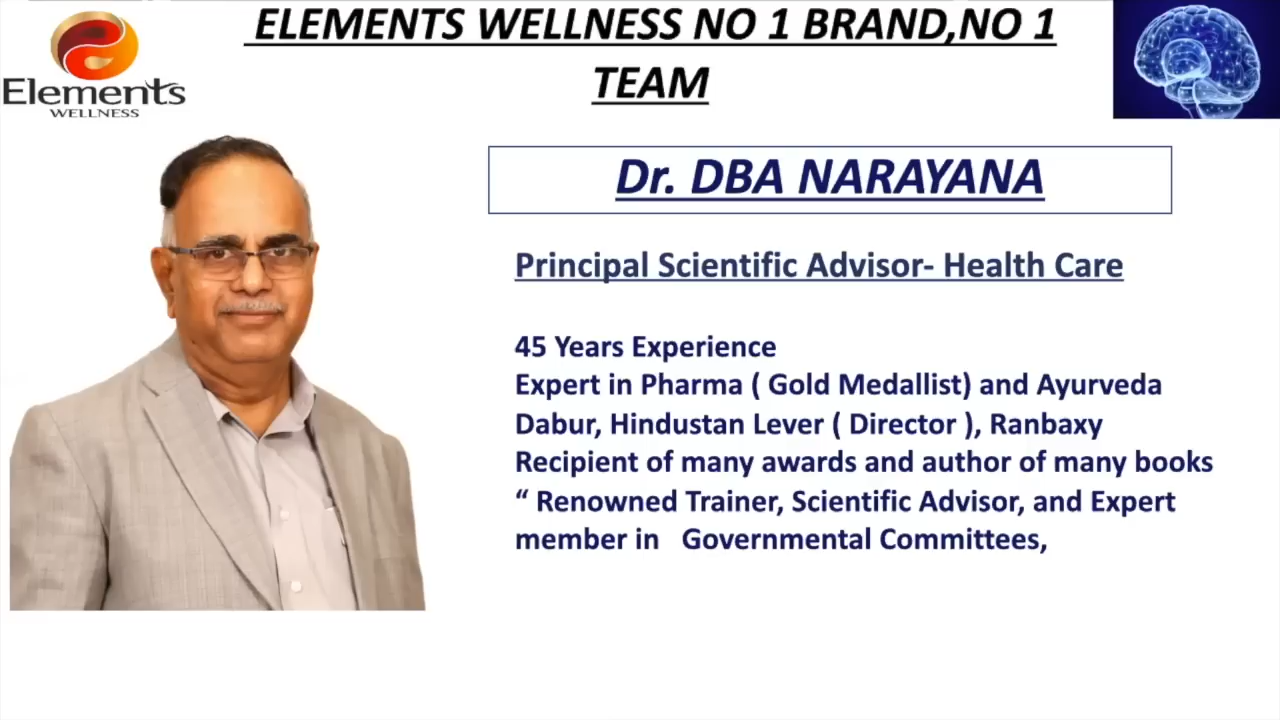 ELEMENTS WELLNESS NO 1 BRAND,NO 1
TEAM
Elements
WELLNESS
Dr. DBA NARAYANA
Principal Scientific Advisor- Health Care
45 Years Experience
Expert in Pharma ( Gold Medallist) and Ayurveda
Dabur, Hindustan Lever ( Director ), Ranbaxy
Recipient of many awards and author of many books
“ Renowned Trainer, Scientific Advisor, and Expert
member in Governmental Committees,